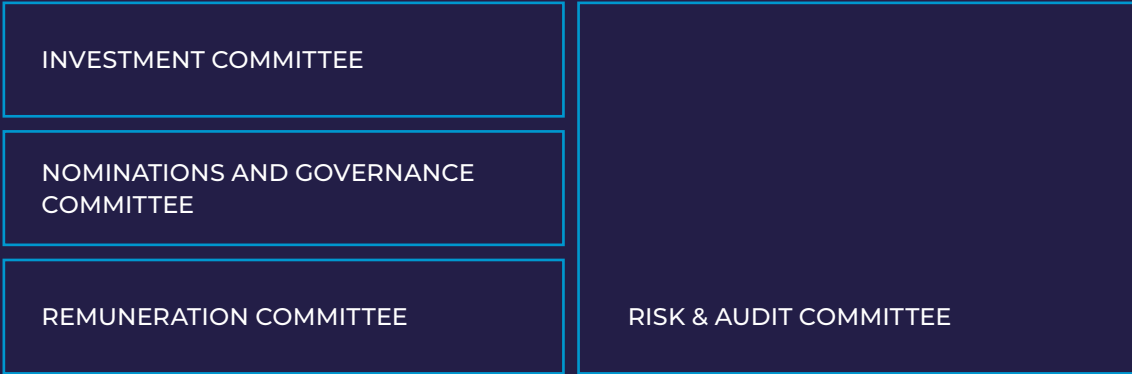 INVESTMENT COMMITTEE
NOMINATIONS AND GOVERNANCE
COMMITTEE
REMUNERATION COMMITTEE
RISK & AUDIT COMMITTEE